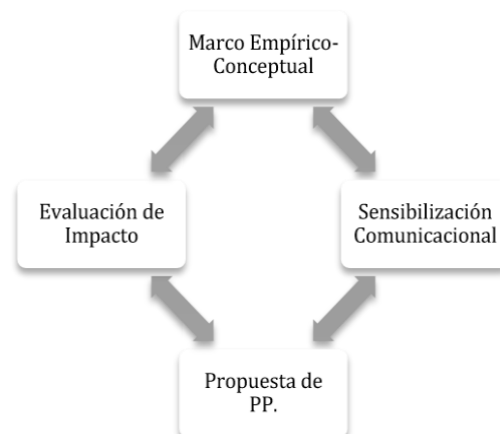 Marco Empírico-
Conceptual
Evaluación de
Impacto
Sensibilización
Comunicacional
Propuesta de
PP.